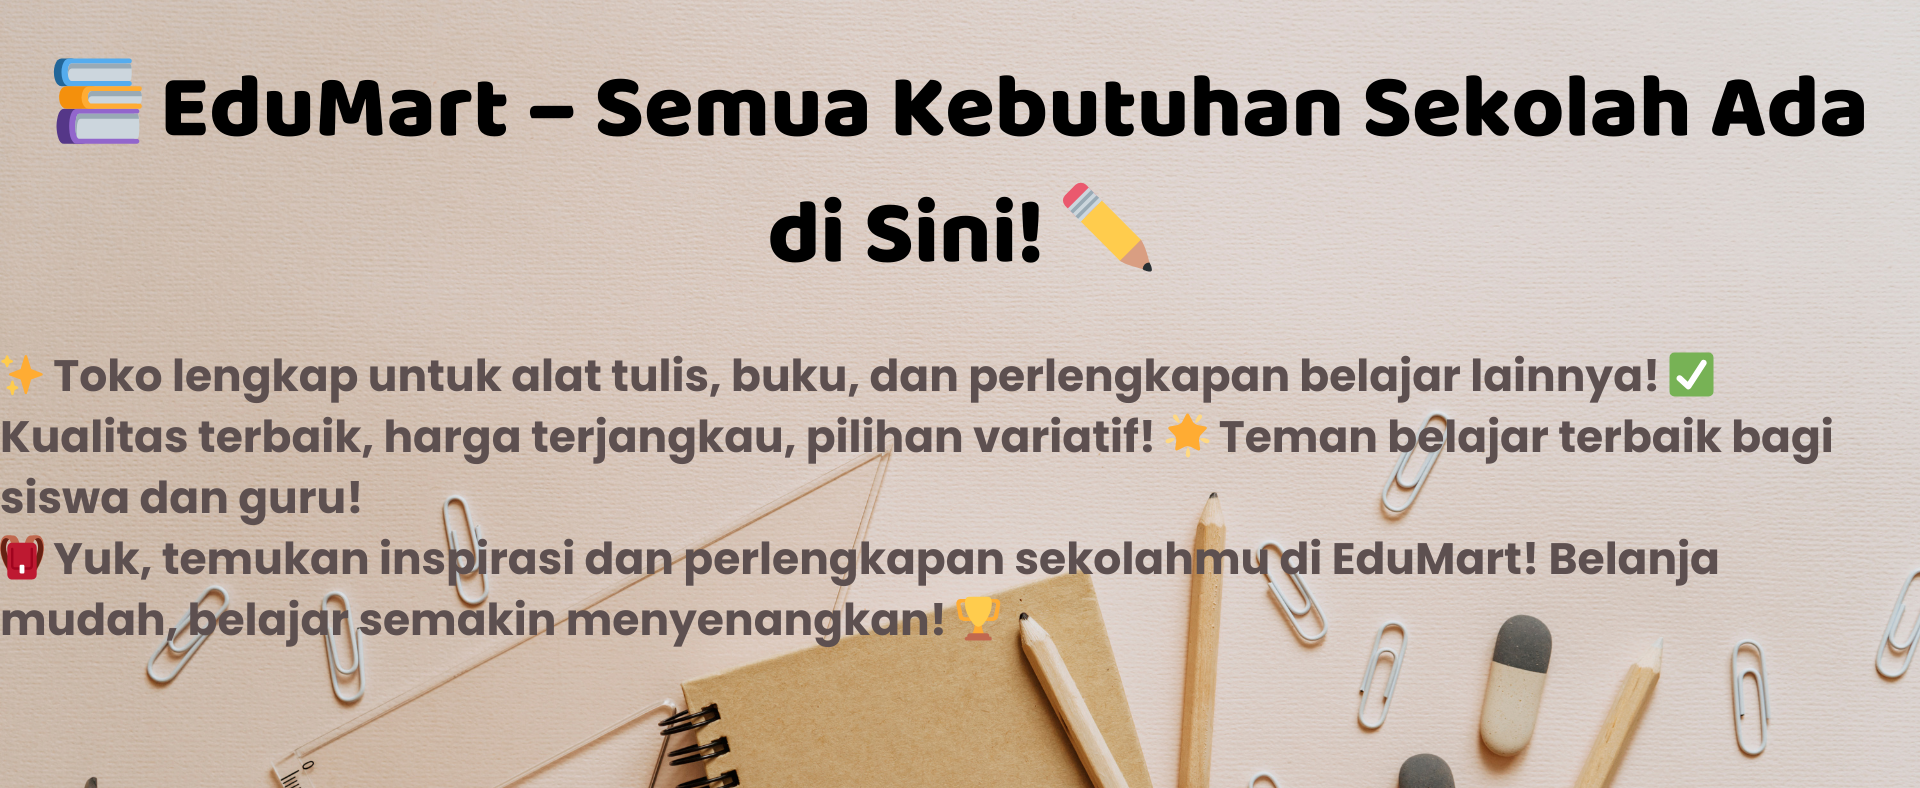 📚 EduMart – Semua Kebutuhan Sekolah Ada
di Sini! ✏️
✨ Toko lengkap untuk alat tulis, buku, dan perlengkapan belajar lainnya! ✅
Kualitas terbaik, harga terjangkau, pilihan variatif! 🌟 Teman belajar terbaik bagi
siswa dan guru!
🎒 Yuk, temukan inspirasi dan perlengkapan sekolahmu di EduMart! Belanja
mudah, belajar semakin menyenangkan! 🏆
0